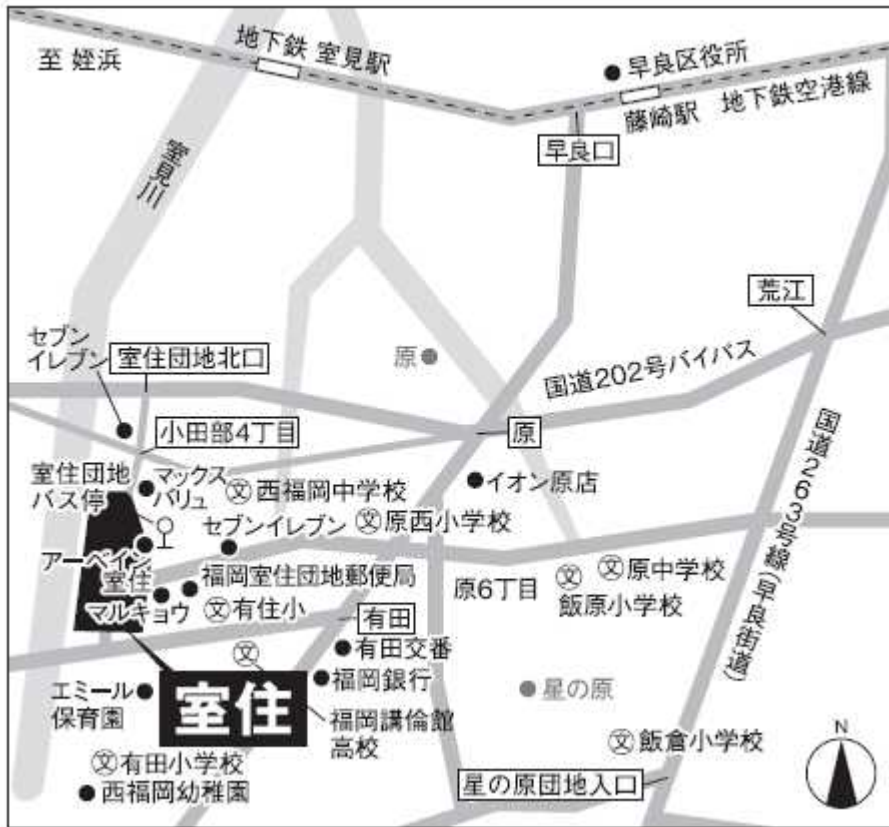 至 姪浜
地下鉄 室見駅
早良区役所
藤崎駅 地下鉄空港線
早良口
室見川
荒江
セブン
イレブン
室住団地北口
原
国道202号バイパス
小田部4丁目
原
国道263号線(早良街道)
室住団地
バス停
マックス
バリュ
文 西福岡中学校
イオン原店
セブンイレブン
文 原西小学校
アーベイン
室住
福岡室住団地郵便局
原6丁目
文 原中学校
文
飯原小学校
マルキョウ
文 有住小
有田
有田交番
文
福岡銀行
星の原
エミール
保育園
室住
福岡講倫館
高校
文 飯倉小学校
文 有田小学校
西福岡幼稚園
星の原団地入口
N